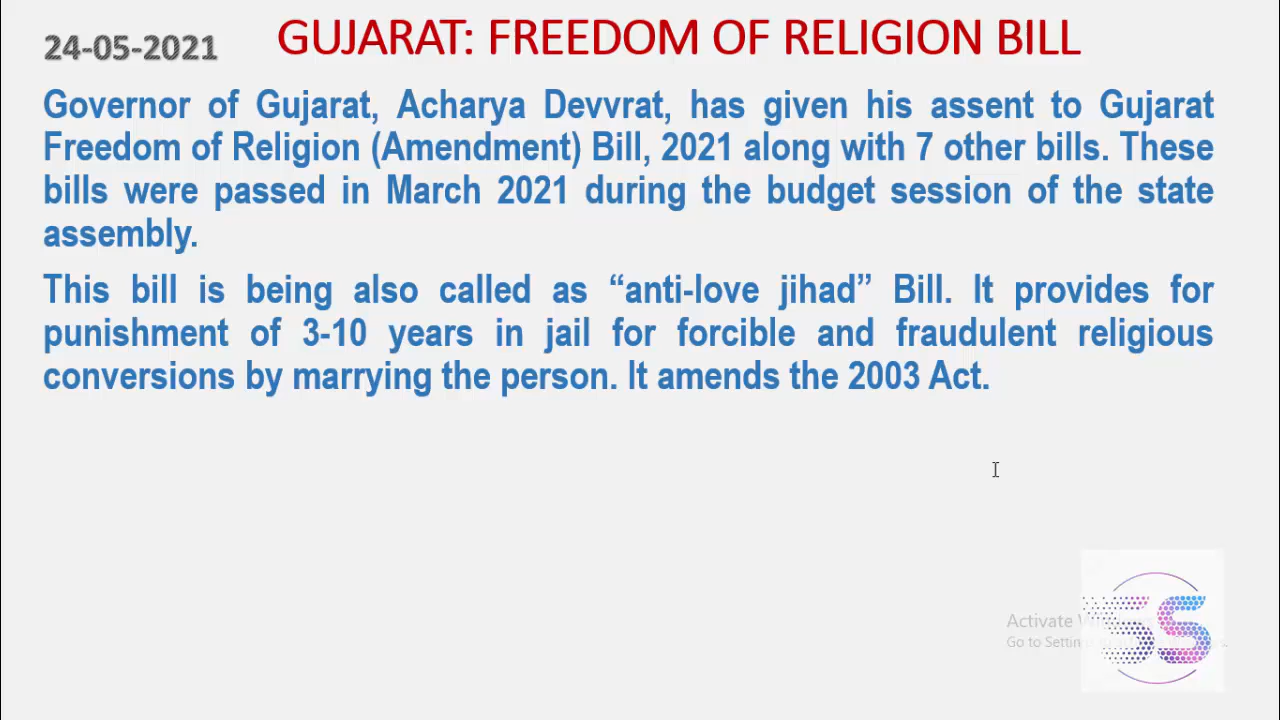 24-05-2021
GUJARAT: FREEDOM OF RELIGION BILL
Governor of Gujarat, Acharya Devvrat, has given his assent to Gujarat
Freedom of Religion (Amendment) Bill, 2021 along with 7 other bills. These
bills were passed in March 2021 during the budget session of the state
assembly.
This bill is being also called as “anti-love jihad” Bill. It provides for
punishment of 3-10 years in jail for forcible and fraudulent religious
conversions by marrying the person. It amends the 2003 Act.
Activate
Go to
SS